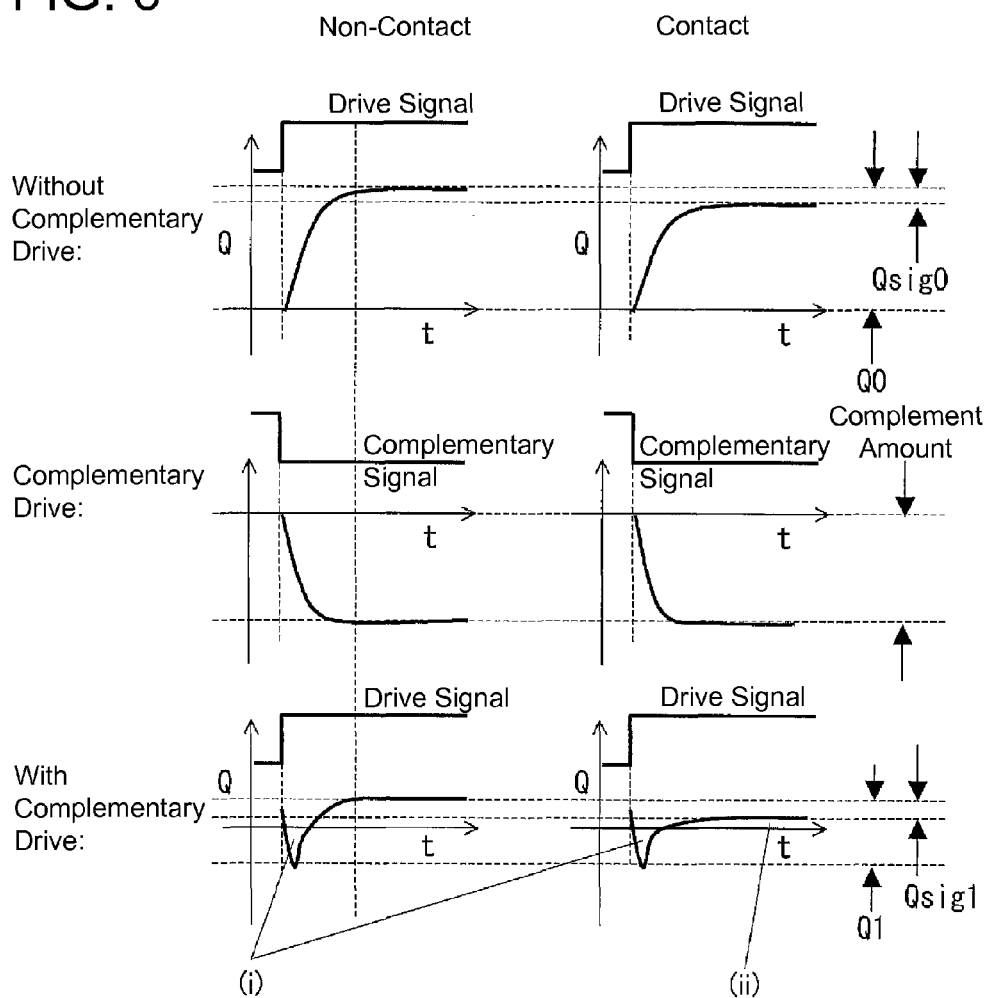 Non-Contact
Contact
Drive Signal
Drive Signal
Without
Complementary
Drive:
Q
Q
t
t
Qsig0
Q0
Complement
Amount
Complementary
Drive:
Complementary
Signal
Complementary
Signal
t
t
Drive Signal
Drive Signal
With
Complementary
Drive:
Q
Q
t
t
Qsig1
Q1
(i)
(ii)